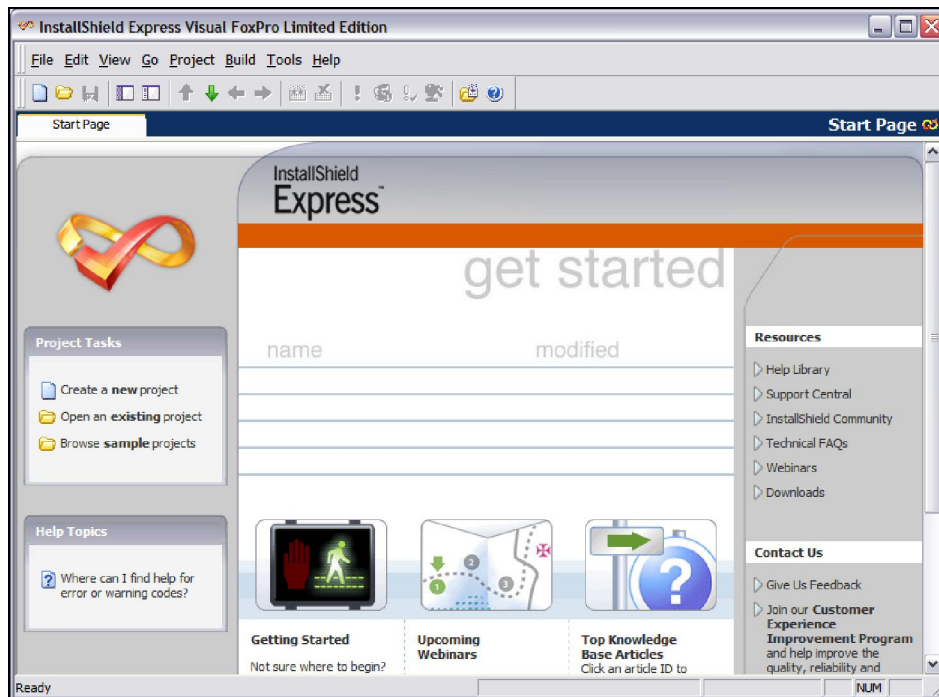 InstallShield Express Visual FoxPro Limited Edition
File Edit View Go Project Build Tools Help
Start Page
Start Page
InstallShield
Express™
get started
name modified
Project Tasks
Create a new project
Open an existing project
Browse sample projects
Help Topics
Where can I find help for
error or warning codes?
1 2 3
Getting Started
Not sure where to begin?
Upcoming
Webinars
Top Knowledge
Base Articles
Click an article ID to
Resources
Help Library
Support Central
InstallShield Community
Technical FAQs
Webinars
Downloads
Contact Us
Give Us Feedback
Join our Customer
Experience
Improvement Program
and help improve the
quality, reliability and
Ready NUM